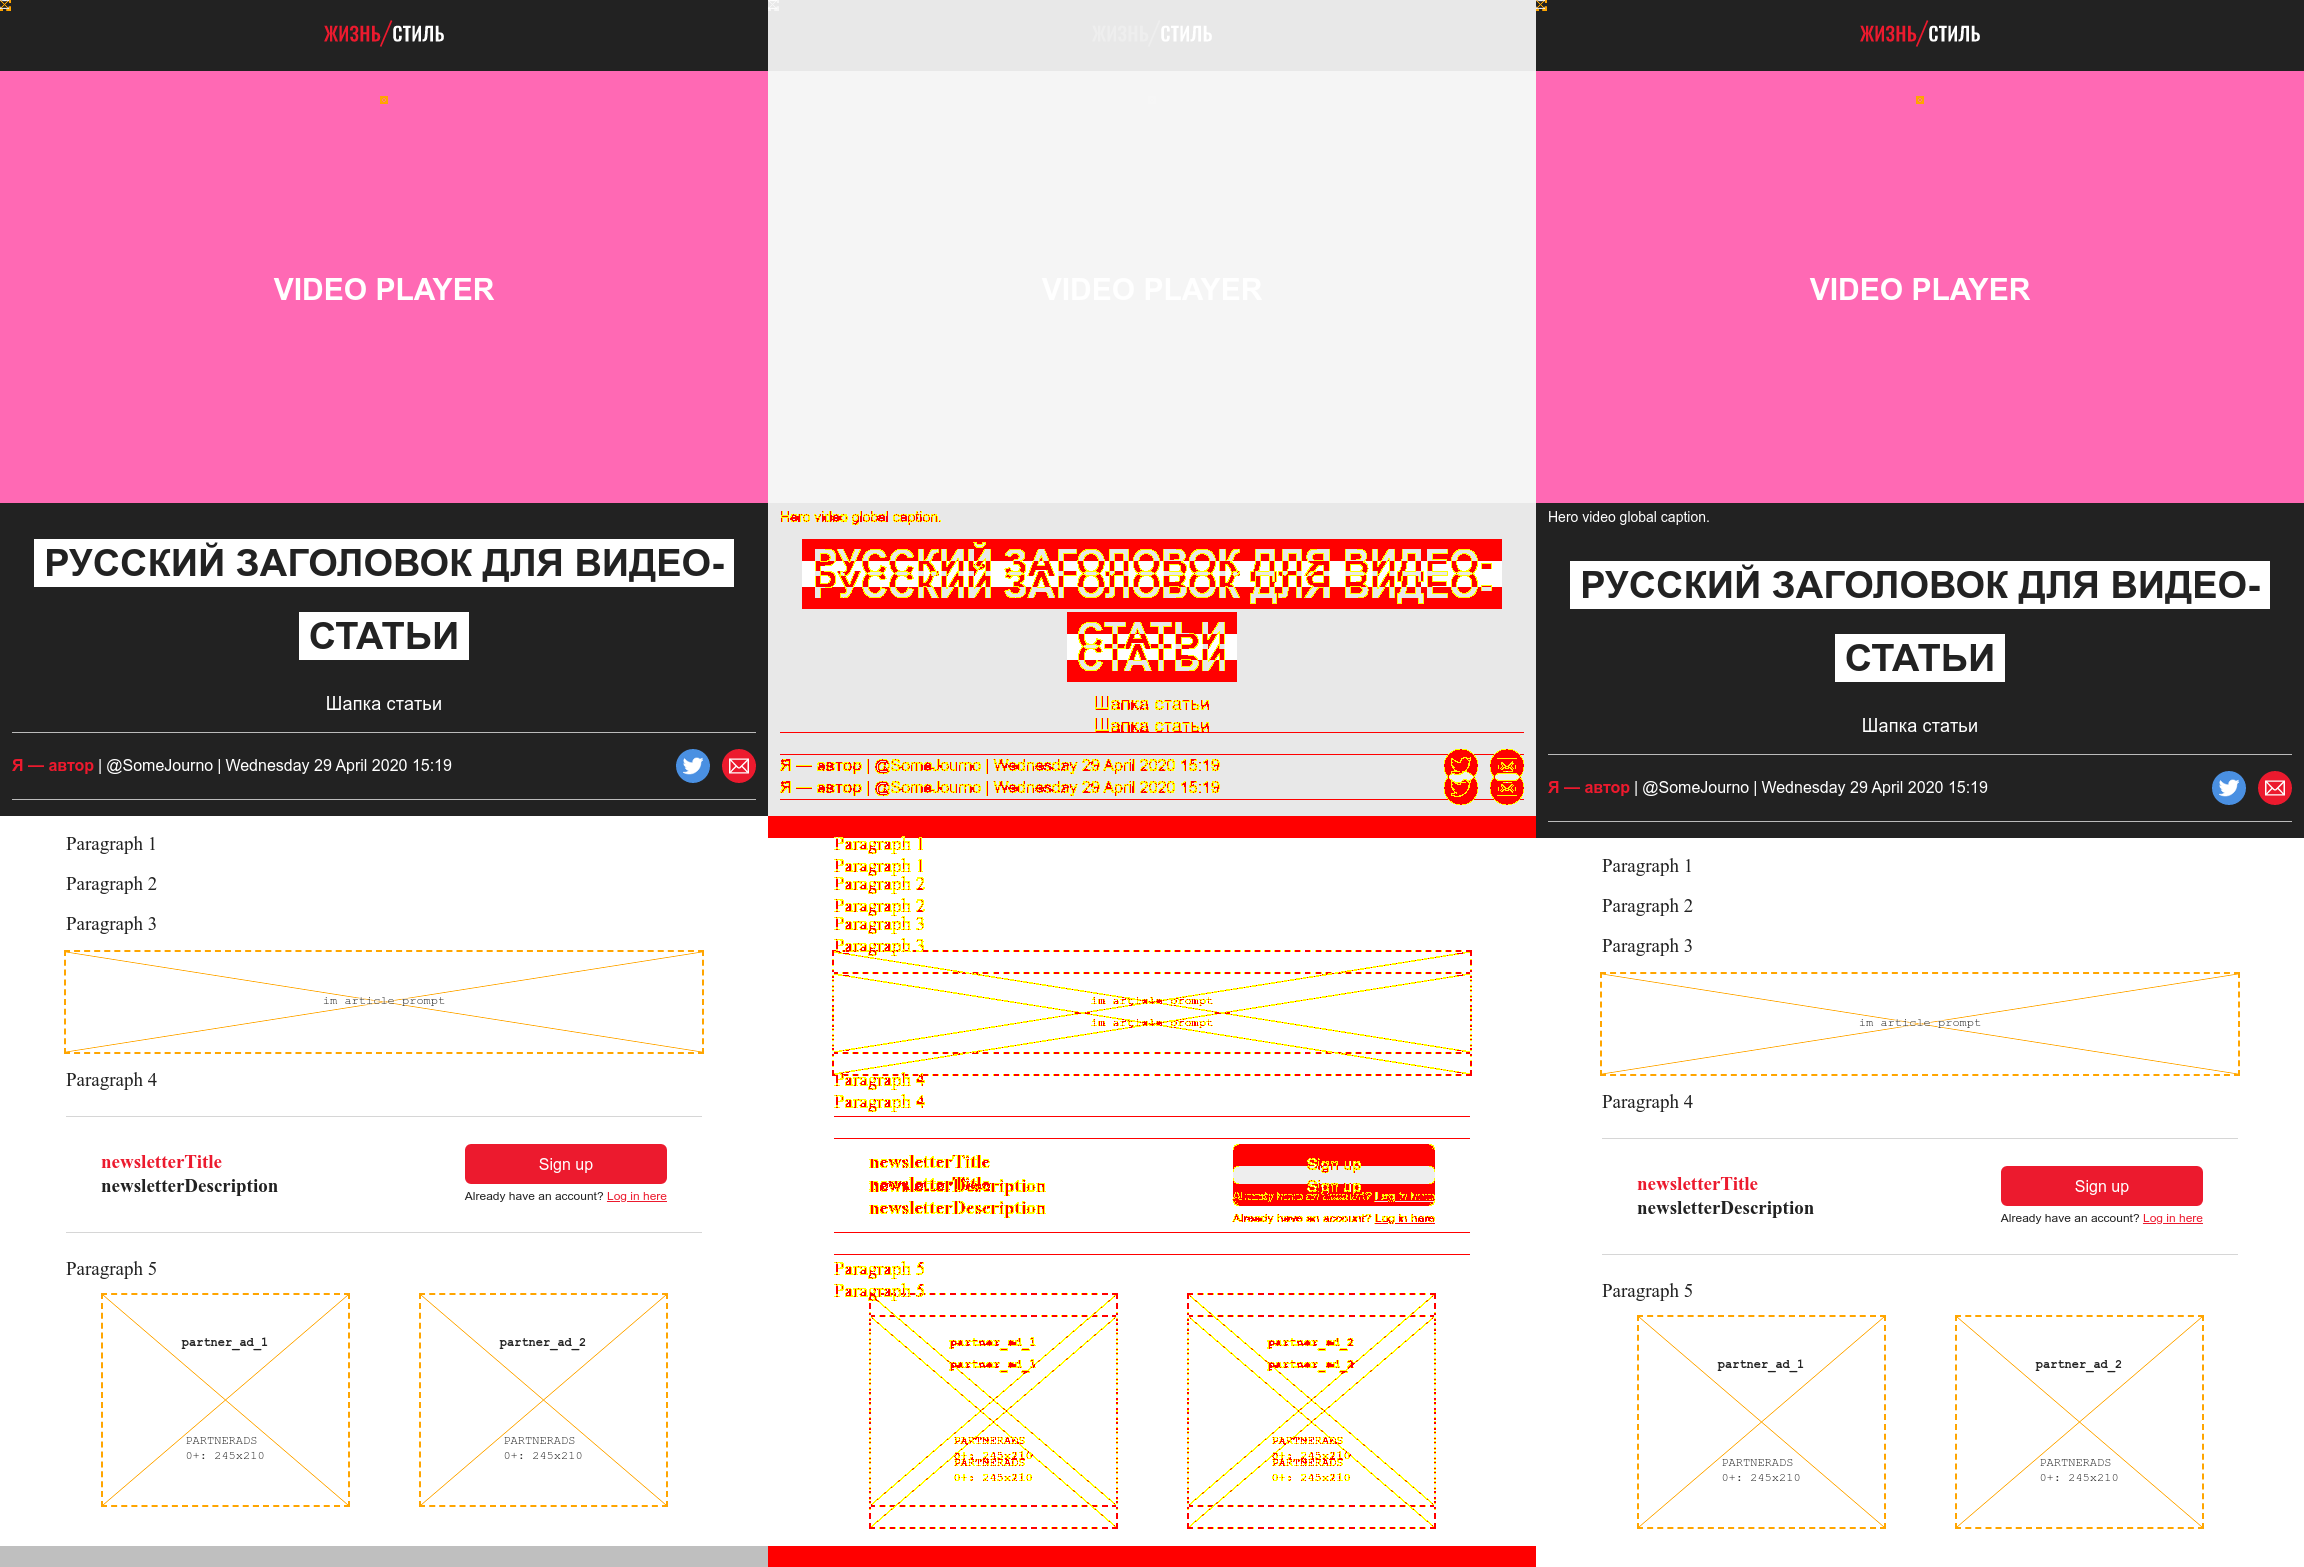 ЖИЗНЬ/СТИЛЬ
VIDEO PLAYER
РУССКИЙ ЗАГОЛОВОК ДЛЯ ВИДЕО-
СТАТЬИ
Шапка статьи
Я — автор | @SomeJourno | Wednesday 29 April 2020 15:19
Paragraph 1
Paragraph 2
Paragraph 3
im article prompt
Paragraph 4
newsletterTitle
newsletterDescription
Sign up
Already have an account? Log in here
Paragraph 5
partner_ad_1
PARTNERADS
0+: 245x210
partner_ad_2
PARTNERADS
0+: 245x210
ЖИЗНЬ/СТИЛЬ
VIDEO PLAYER
Hero video global caption.
РУССКИЙ ЗАГОЛОВОК ДЛЯ ВИДЕО-
РУССКИЙ ЗАГОЛОВОК ДЛЯ ВИДЕО-
СТАТЬИ
СТАТЬИ
Шапка статьи
Шапка статьи
Я — автор | @SomeJourno | Wednesday 29 April 2020 15:19
Я — автор | @SomeJourno | Wednesday 29 April 2020 15:19
Paragraph 1
Paragraph 1
Paragraph 2
Paragraph 2
Paragraph 3
Paragraph 3
im article prompt
im article prompt
Paragraph 4
Paragraph 4
newsletterTitle
newsletterTitle
newsletterDescription
newsletterDescription
Sign up
Sign up
Already have an account? Log in here
Already have an account? Log in here
Paragraph 5
Paragraph 5
partner_ad_1
partner_ad_1
PARTNERADS
0+: 245x210
PARTNERADS
0+: 245x210
partner_ad_2
partner_ad_2
PARTNERADS
0+: 245x210
PARTNERADS
0+: 245x210
ЖИЗНЬ/СТИЛЬ
VIDEO PLAYER
Hero video global caption.
РУССКИЙ ЗАГОЛОВОК ДЛЯ ВИДЕО-
СТАТЬИ
Шапка статьи
Я — автор | @SomeJourno | Wednesday 29 April 2020 15:19
Paragraph 1
Paragraph 2
Paragraph 3
im article prompt
Paragraph 4
newsletterTitle
newsletterDescription
Sign up
Already have an account? Log in here
Paragraph 5
partner_ad_1
PARTNERADS
0+: 245x210
partner_ad_2
PARTNERADS
0+: 245x210